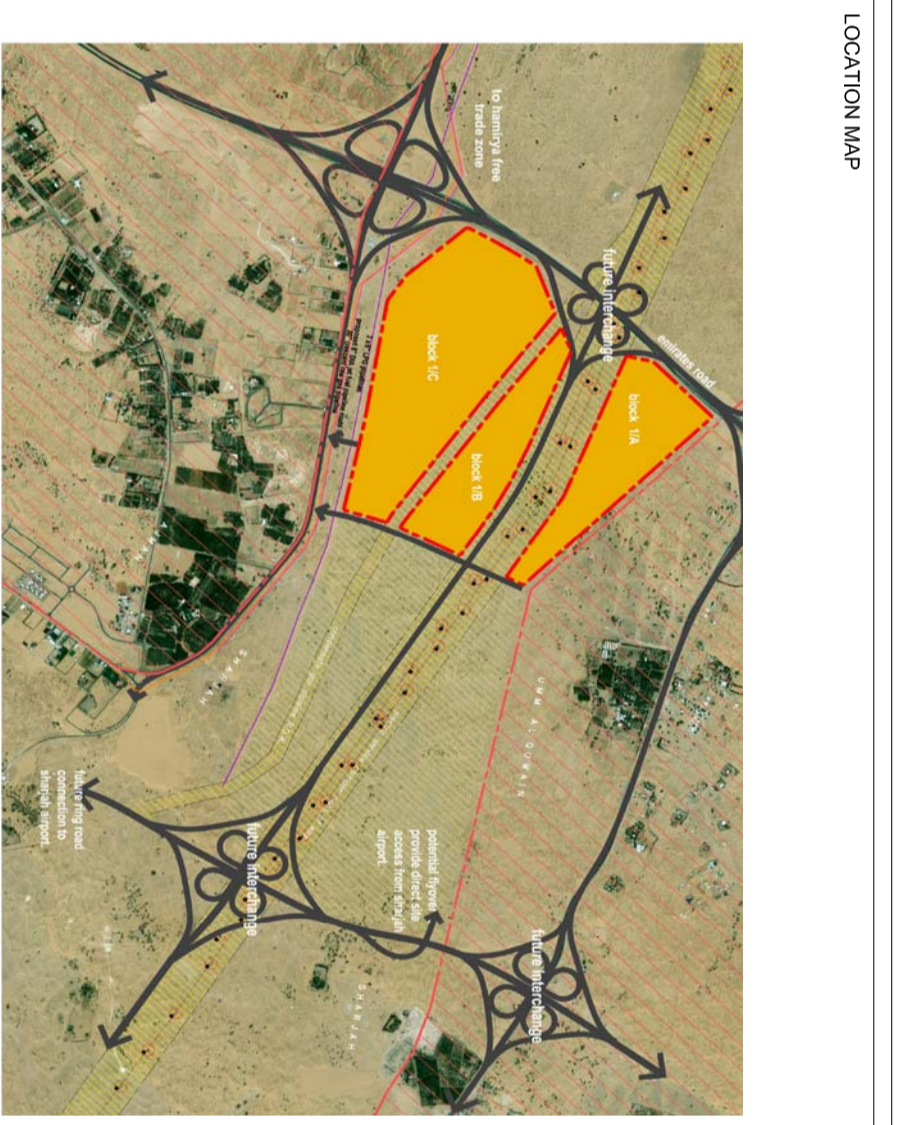 LOCATION MAP
to hamirya free
trade zone
future interchange
emirates road
block 1/A
block 1/B
block 1/C
UMM AL QUWAIN
SHARJAH
potential flyover
provide direct site
access from sharjah
airport.
future interchange
future interchange
future ring road
connection to
sharjah airport.
SHARJAH